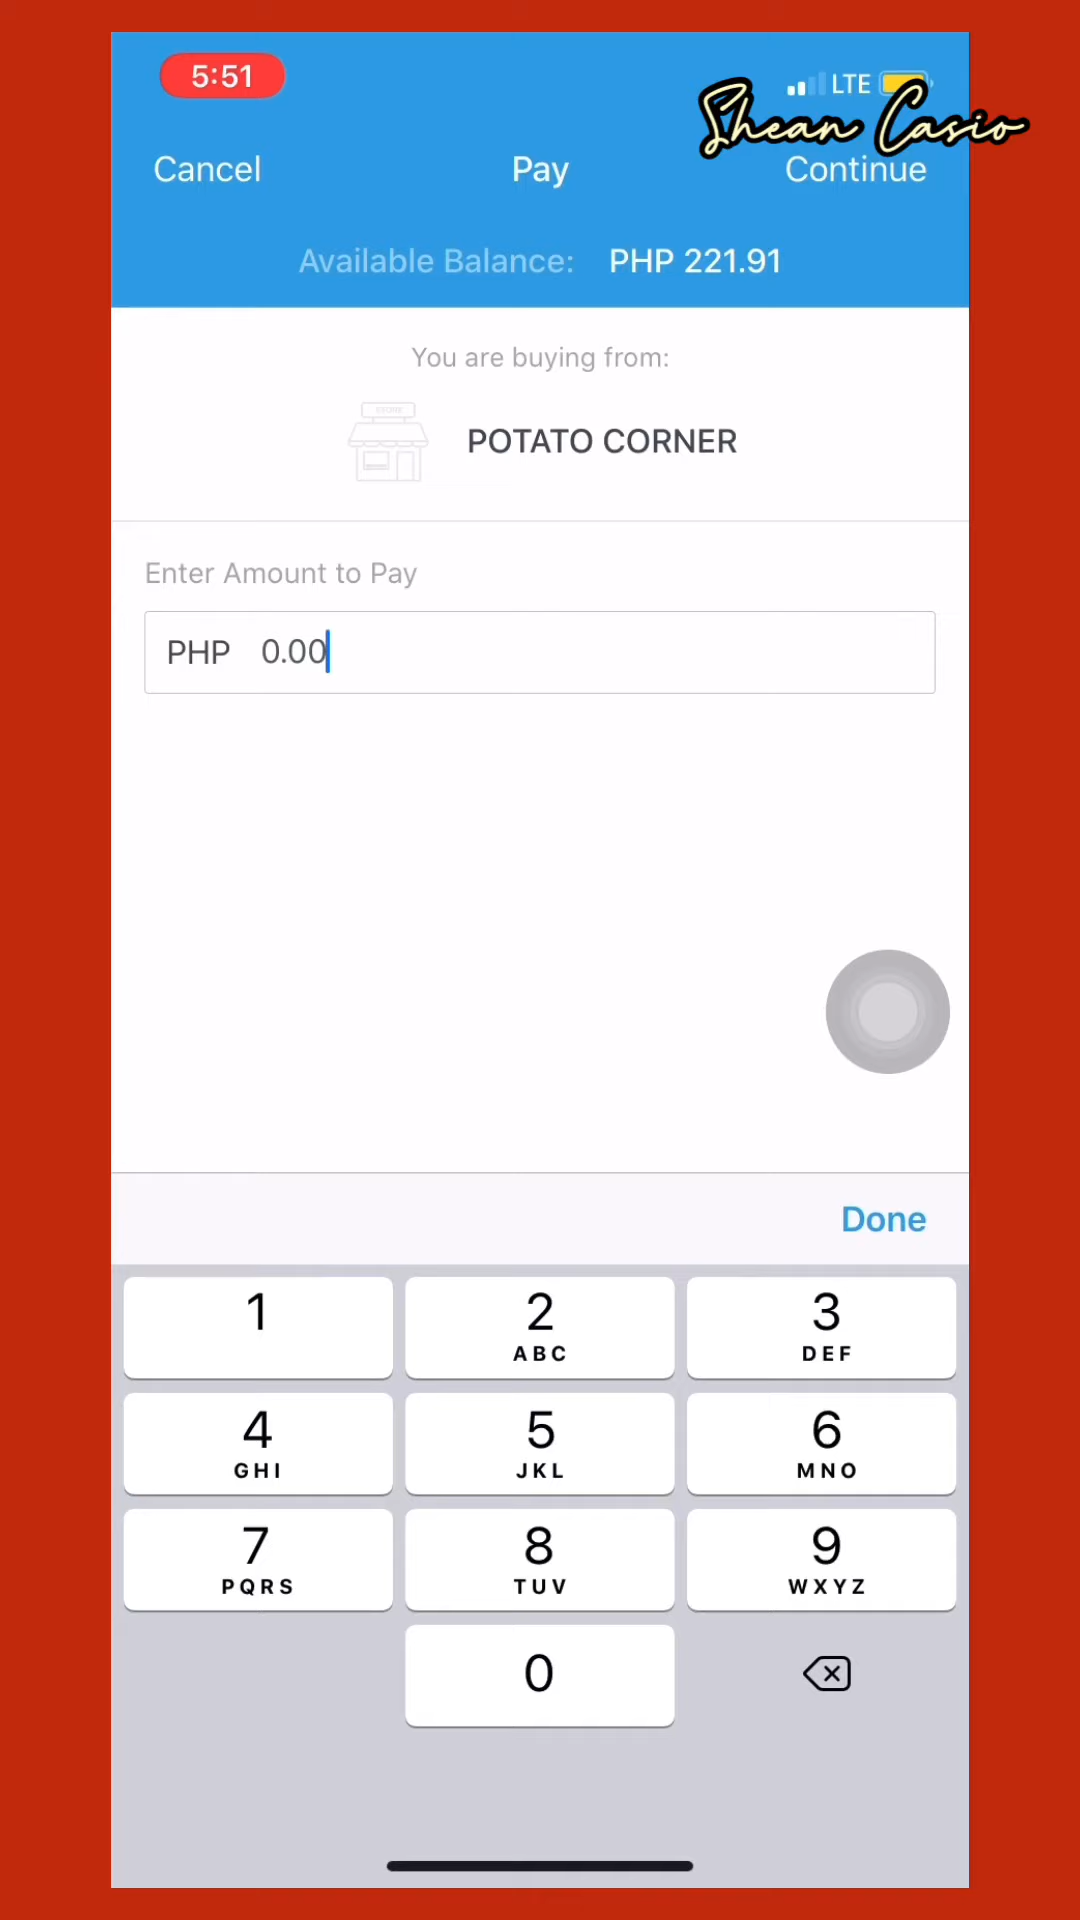 5:51
LTE
Shean Casio
Cancel
Pay
Continue
Available Balance: PHP 221.91
You are buying from:
STORE
POTATO CORNER
Enter Amount to Pay
PHP 0.00
Done
1
2
ABC
3
DEF
4
GHI
5
JKL
6
MNO
7
PQRS
8
TUV
9
WXYZ
0